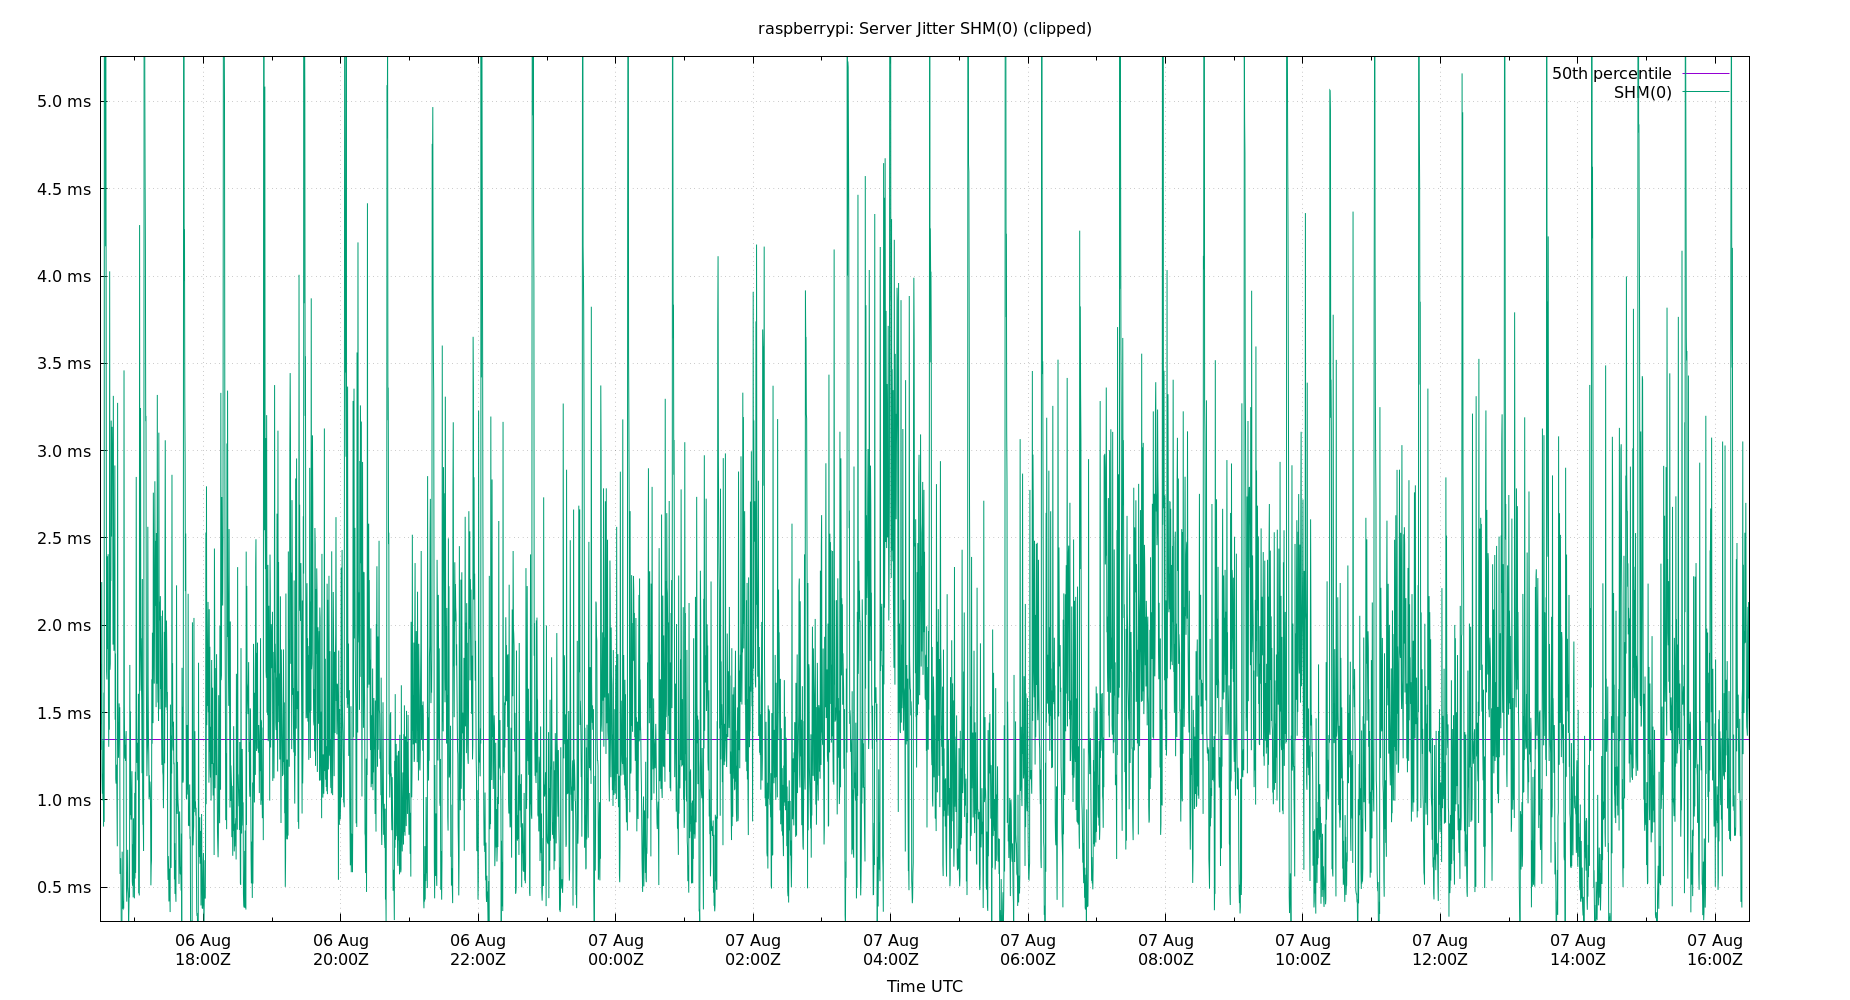 raspberrypi: Server Jitter SHM(0) (clipped)
50th percentile
SHM(0)
5.0 ms
4.5 ms
4.0 ms
3.5 ms
3.0 ms
2.5 ms
2.0 ms
1.5 ms
1.0 ms
0.5 ms
06 Aug 06 Aug 06 Aug 07 Aug 07 Aug 07 Aug 07 Aug 07 Aug 07 Aug 07 Aug 07 Aug 07 Aug
18:00Z 20:00Z 22:00Z 00:00Z 02:00Z 04:00Z 06:00Z 08:00Z 10:00Z 12:00Z 14:00Z 16:00Z
Time UTC